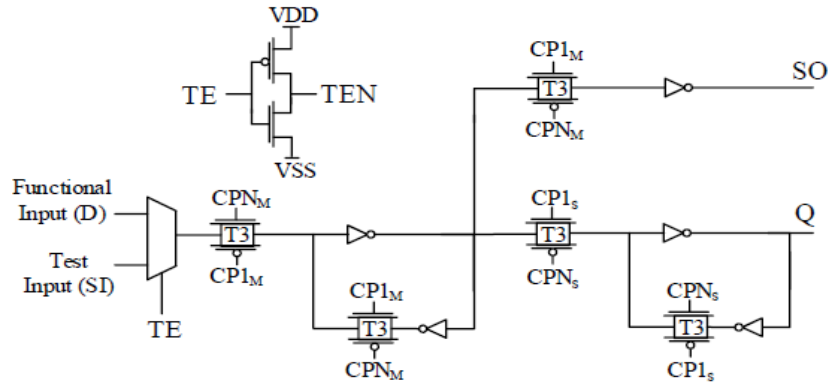 VDD
TE
TEN
VSS
CP1M
T3
CPNM
SO
Functional
Input (D)
Test
Input (SI)
TE
CPNM
T3
CP1M
CP1M
T3
CPNM
CP1S
T3
CPNS
Q
CPNS
T3
CP1S